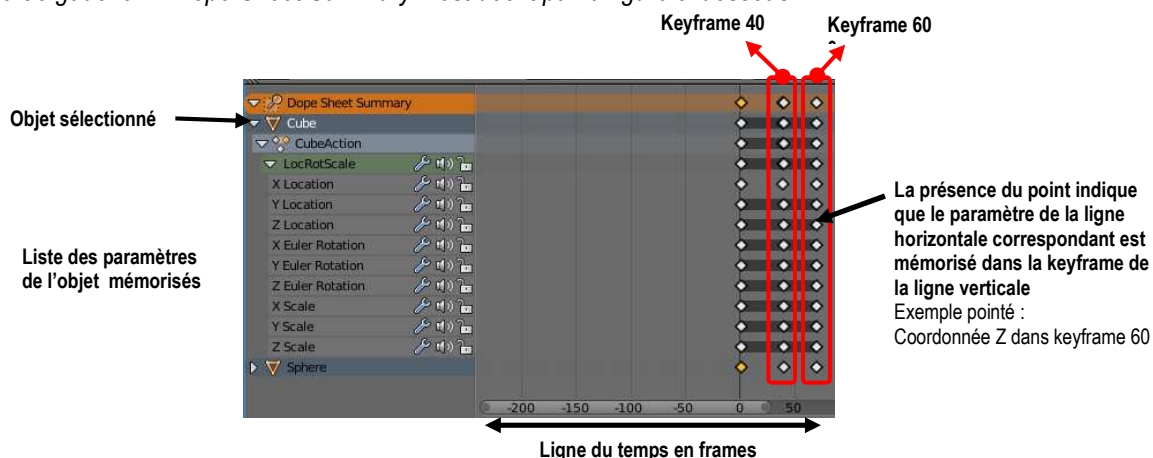 Keyframe 40
Keyframe 60
Objet sélectionné
Dope Sheet Summary
Cube
CubeAction
LocRotScale
X Location
Y Location
Z Location
X Euler Rotation
Y Euler Rotation
Z Euler Rotation
X Scale
Y Scale
Z Scale
Sphere
Liste des paramètres
de l'objet mémorisés
La présence du point indique
que le paramètre de la ligne
horizontale correspondant est
mémorisé dans la keyframe de
la ligne verticale
Exemple pointé :
Coordonnée Z dans keyframe 60
-200 -150 -100 -50 0 50
Ligne du temps en frames